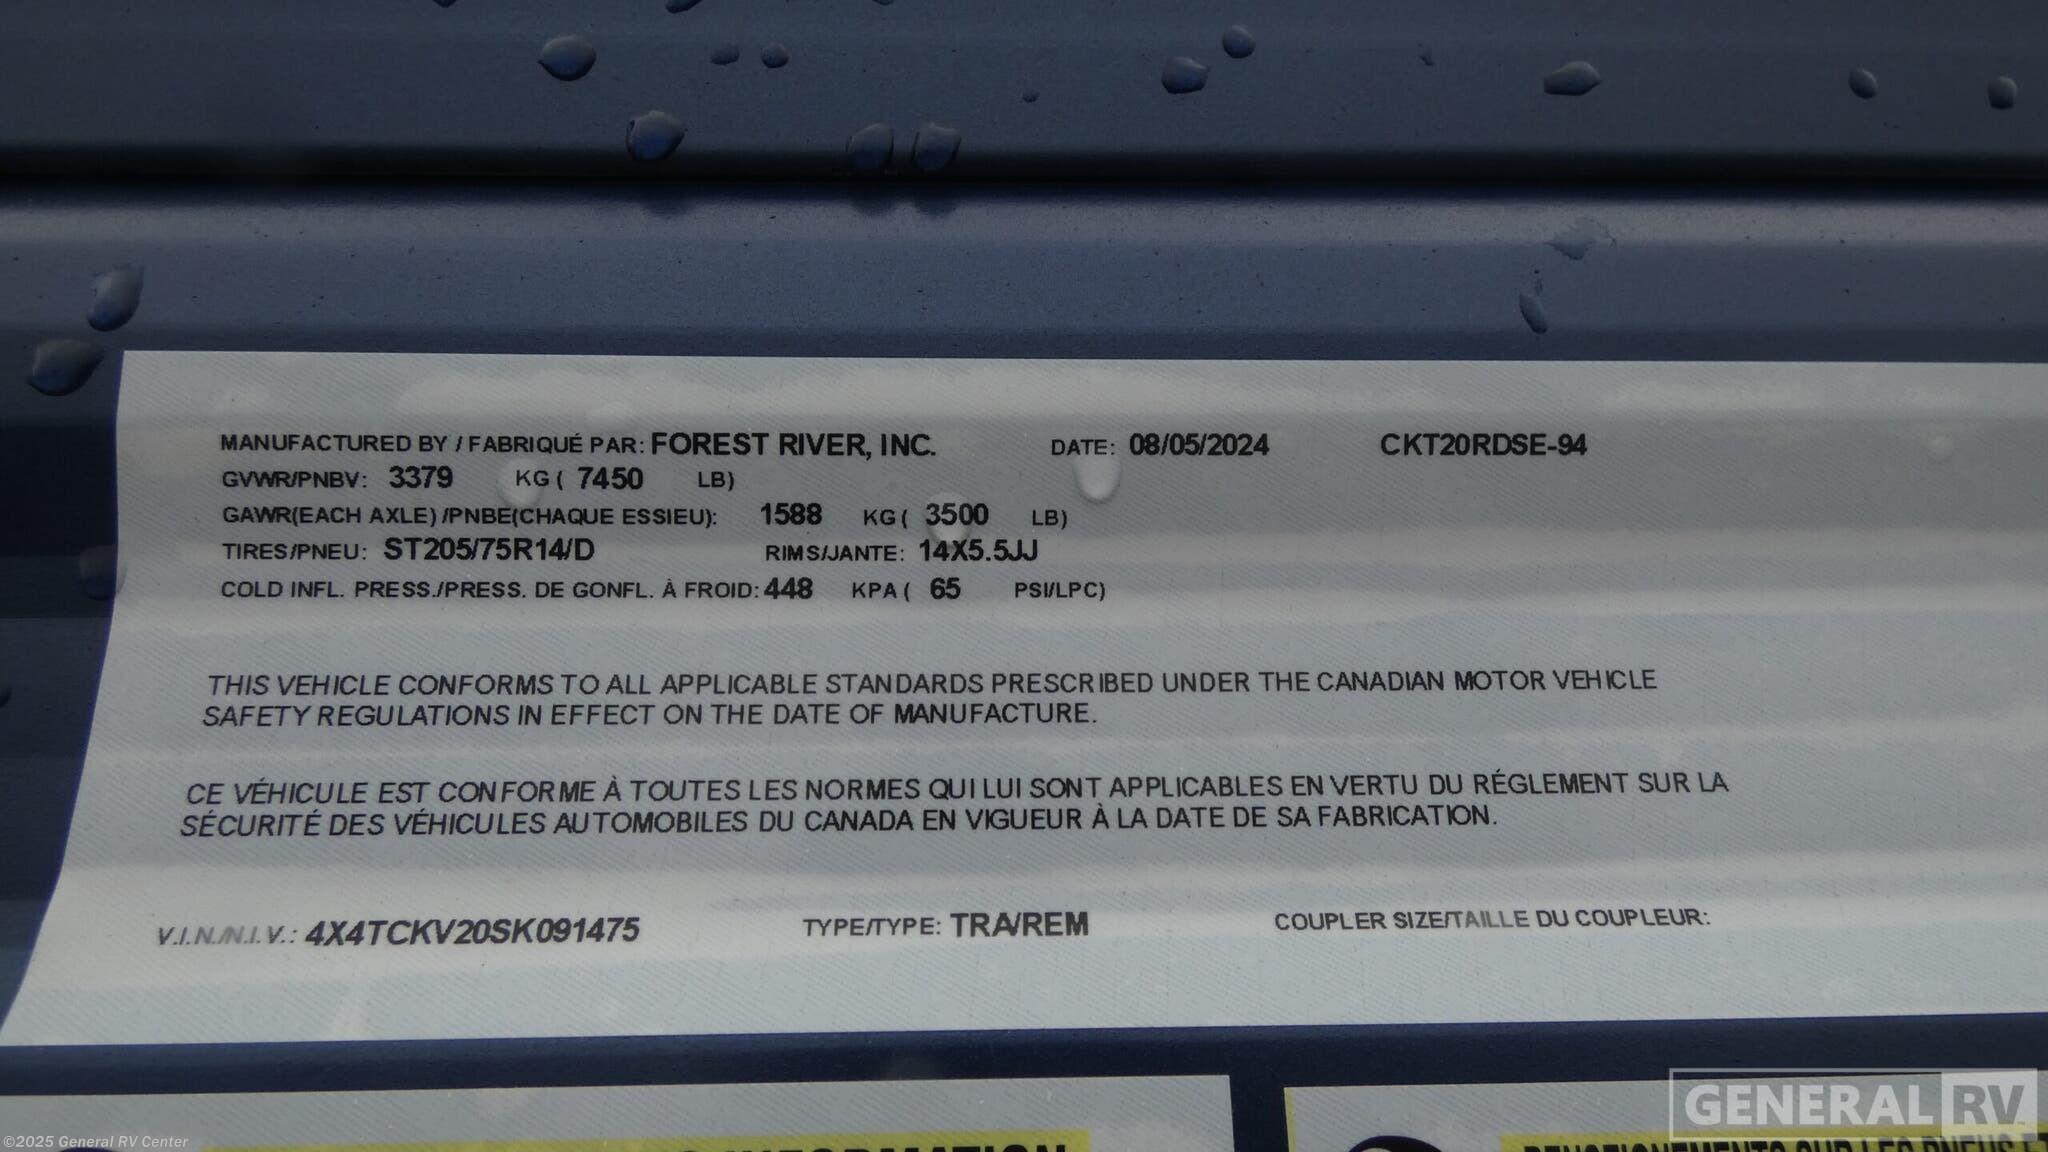 MANUFACTURED BY / FABRIQUÉ PAR: FOREST RIVER, INC. DATE: 08/05/2024 CKT20RDSE-94
GVWR/PNBV: 3379 KG ( 7450 LB)
GAWR(EACH AXLE) /PNBE(CHAQUE ESSIEU): 1588 KG ( 3500 LB)
TIRES/PNEU: ST205/75R14/D RIMS/JANTE: 14X5.5JJ
COLD INFL. PRESS./PRESS. DE GONFL. À FROID: 448 KPA ( 65 PSI/LPC)
THIS VEHICLE CONFORMS TO ALL APPLICABLE STANDARDS PRESCRIBED UNDER THE CANADIAN MOTOR VEHICLE
SAFETY REGULATIONS IN EFFECT ON THE DATE OF MANUFACTURE.
CE VÉHICULE EST CONFORME À TOUTES LES NORMES QUI LUI SONT APPLICABLES EN VERTU DU RÉGLEMENT SUR LA
SÉCURITÉ DES VÉHICULES AUTOMOBILES DU CANADA EN VIGUEUR À LA DATE DE SA FABRICATION.
V.I.N./N.I.V.: 4X4TCKV20SK091475 TYPE/TYPE: TRA/REM COUPLER SIZE/TAILLE DU COUPLEUR:
GENERAL RV
INFORMATION
©2025 General RV Center